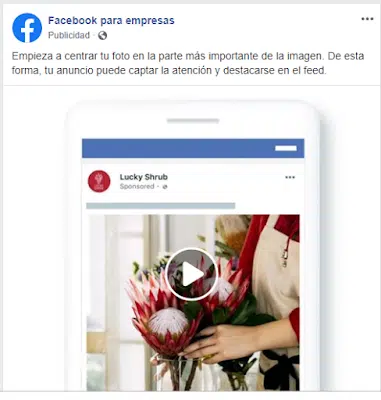 Facebook para empresas
Publicidad ·
Empieza a centrar tu foto en la parte más importante de la imagen. De esta
forma, tu anuncio puede captar la atención y destacarse en el feed.
Lucky Shrub
Sponsored ·